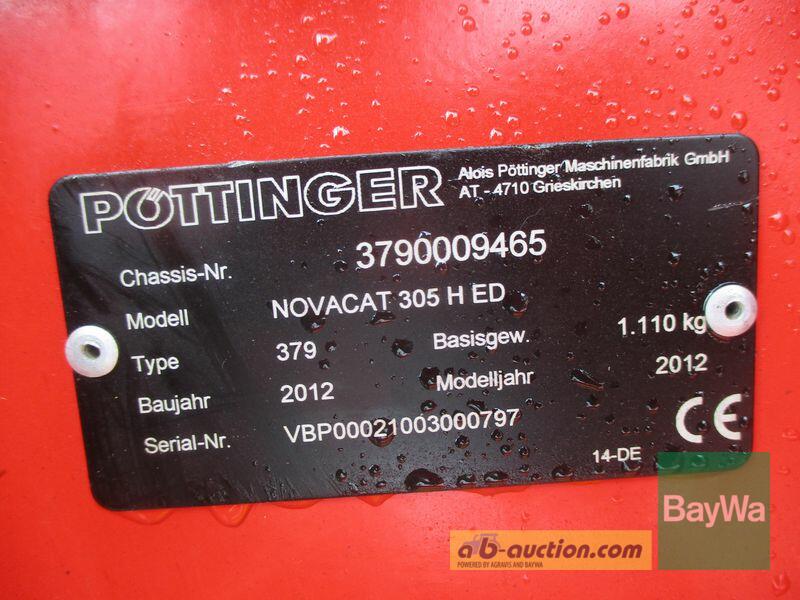 PÖTTINGER
Alois Pöttinger Maschinenfabrik GmbH
AT - 4710 Grieskirchen
Chassis-Nr. 3790009465
Modell NOVACAT 305 H ED
Type 379 Basisgew. 1.110 kg
Baujahr 2012 Modelljahr 2012
Serial-Nr. VBP00021003000797
14-DE CE
BayWa
ab-auction.com
POWERED BY AGRAVIS AND BAYWA